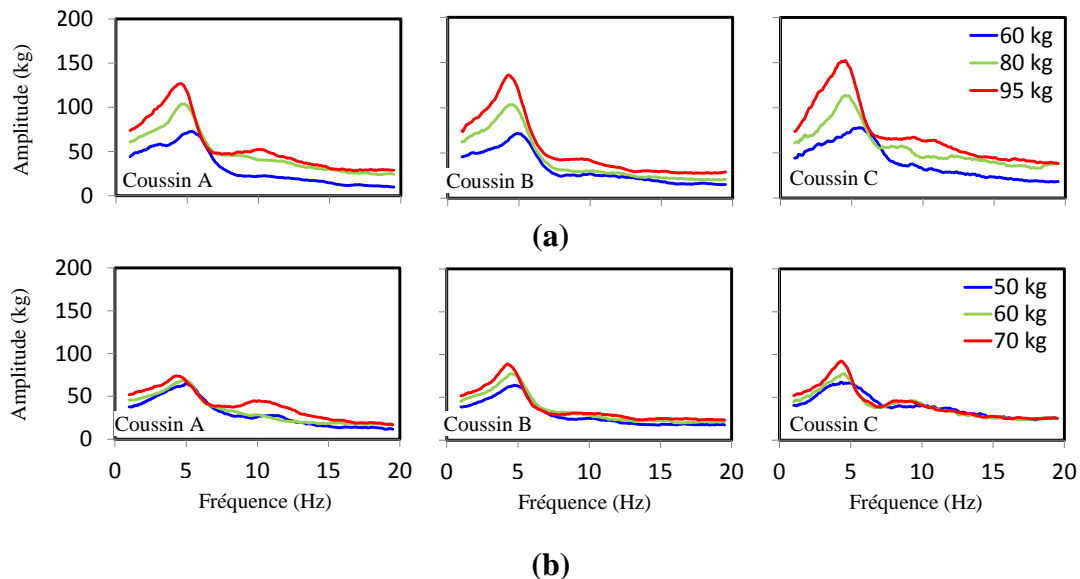 200
150
100
50
0
Amplitude (kg)
Coussin A
Coussin B
Coussin C
60 kg
80 kg
95 kg
(a)
200
150
100
50
0
Amplitude (kg)
Coussin A
Coussin B
Coussin C
50 kg
60 kg
70 kg
0 5 10 15 20
0 5 10 15 20
0 5 10 15 20
Fréquence (Hz)
Fréquence (Hz)
Fréquence (Hz)
(b)